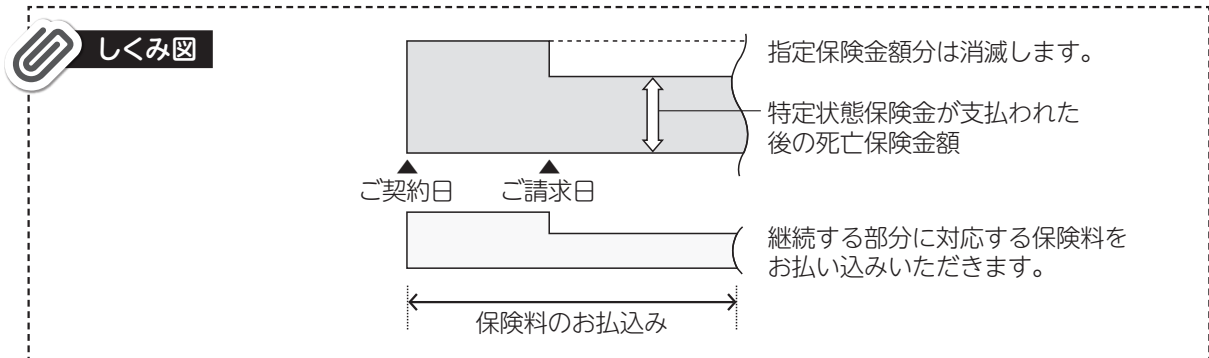 しくみ図
指定保険金額分は消滅します。
特定状態保険金が支払われた
後の死亡保険金額
▲ ▲
ご契約日 ご請求日
継続する部分に対応する保険料を
お払い込みいただきます。
保険料のお払込み